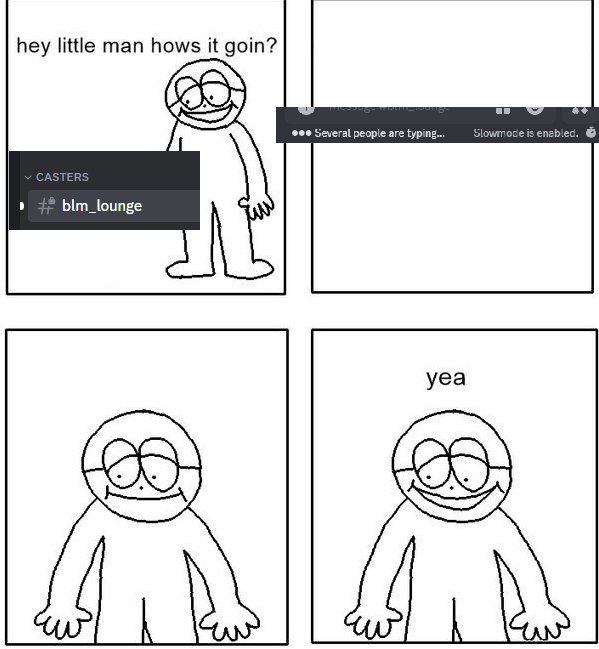 hey little man hows it goin?
CASTERS
blm_lounge
Several people are typing...
Slowmode is enabled.
yea